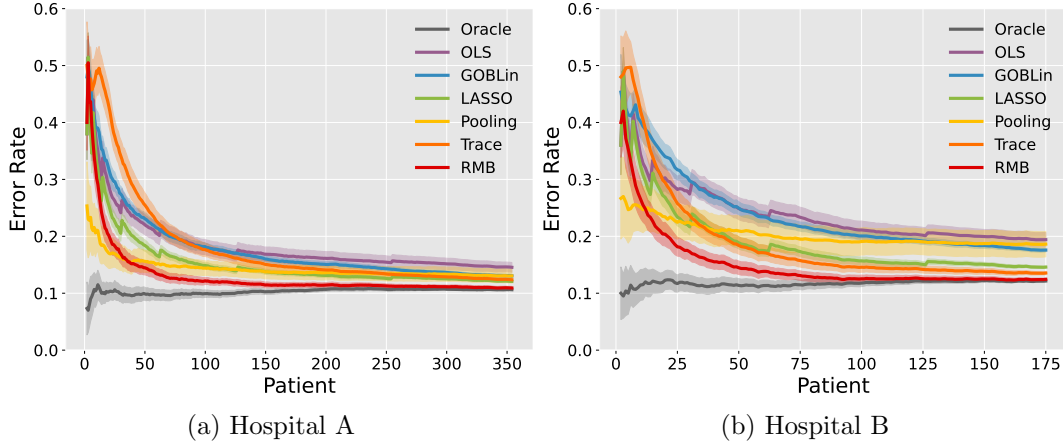 0.6
0.5
0.4
0.3
0.2
0.1
0.0
Error Rate
0 50 100 150 200 250 300 350
Patient
Oracle
OLS
GOBLin
LASSO
Pooling
Trace
RMB
(a) Hospital A
0.6
0.5
0.4
0.3
0.2
0.1
0.0
Error Rate
0 25 50 75 100 125 150 175
Patient
Oracle
OLS
GOBLin
LASSO
Pooling
Trace
RMB
(b) Hospital B